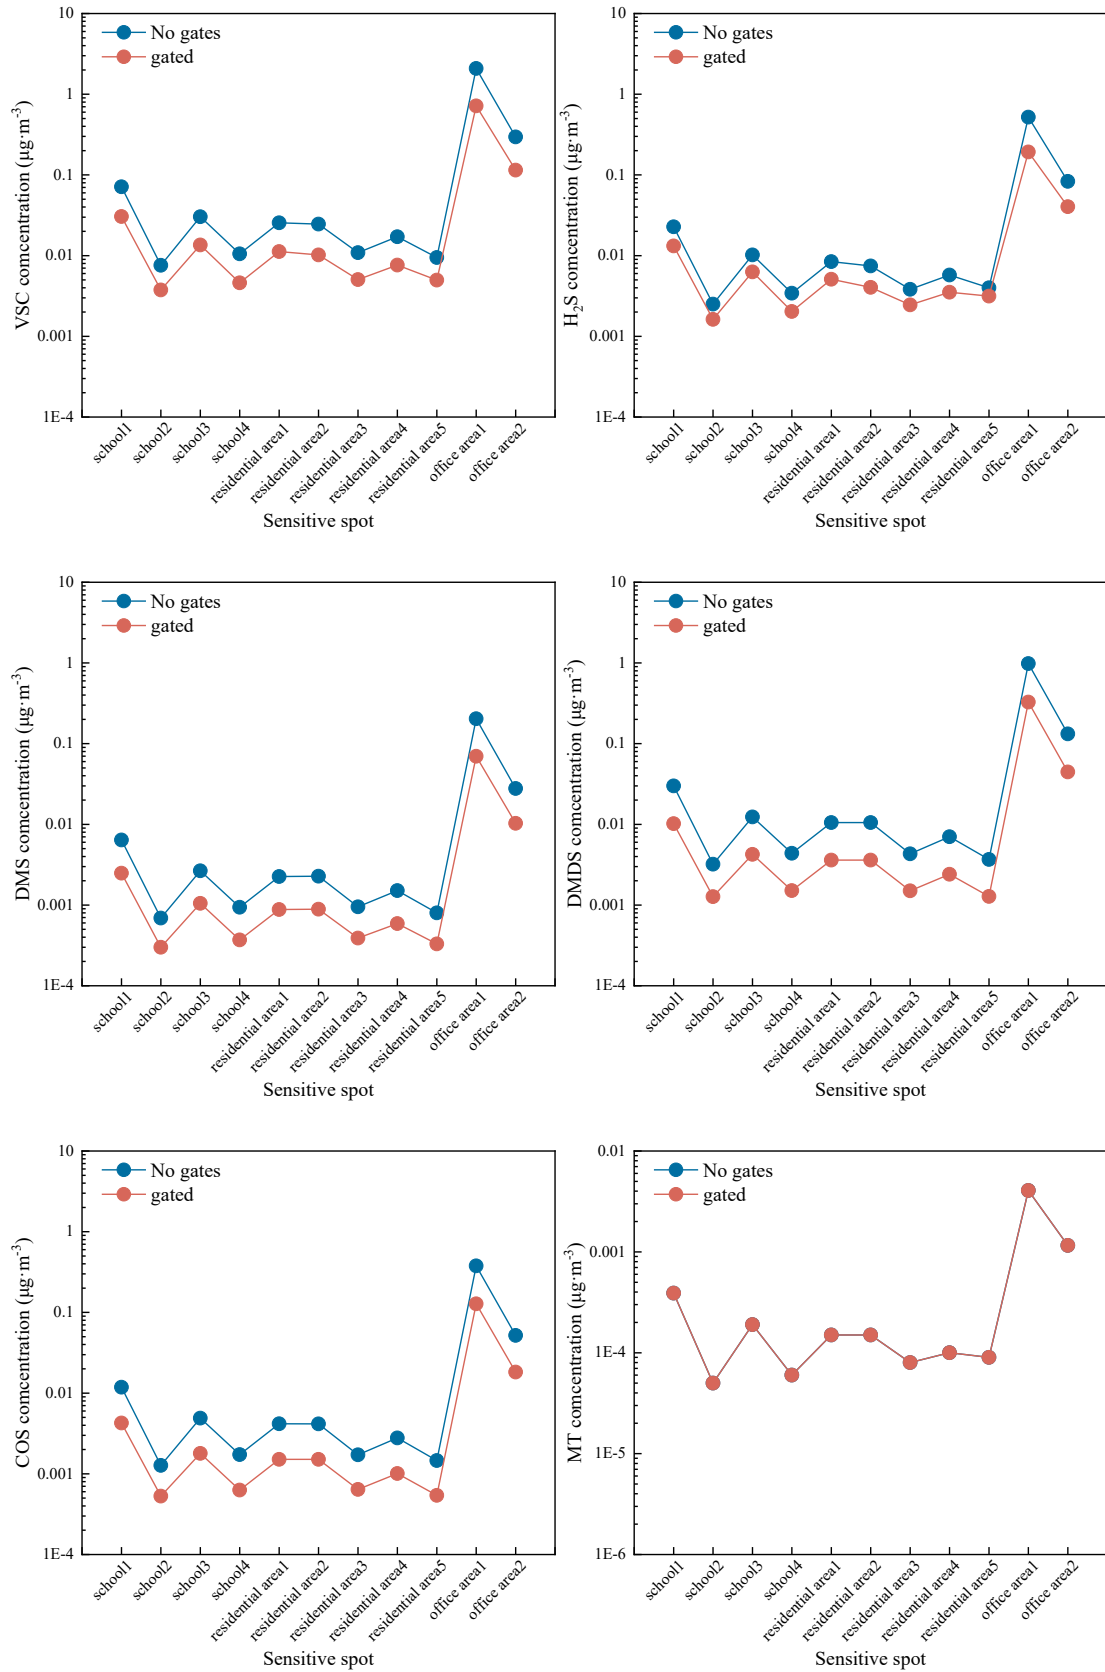 10
1
0.1
0.01
0.001
1E-4
VSC comcentration (μg·m-3)
No gates
gated
school1
school2
school3
school4
residential area1
residential area2
residential area3
residential area4
residential area5
office area1
office area2
Sensitive spot
10
1
0.1
0.01
0.001
1E-4
H2S comcentration (μg·m-3)
No gates
gated
school1
school2
school3
school4
residential area1
residential area2
residential area3
residential area4
residential area5
office area1
office area2
Sensitive spot
10
1
0.1
0.01
0.001
1E-4
DMS comcentration (μg·m-3)
No gates
gated
school1
school2
school3
school4
residential area1
residential area2
residential area3
residential area4
residential area5
office area1
office area2
Sensitive spot
10
1
0.1
0.01
0.001
1E-4
DMDS comcentration (μg·m-3)
No gates
gated
school1
school2
school3
school4
residential area1
residential area2
residential area3
residential area4
residential area5
office area1
office area2
Sensitive spot
10
1
0.1
0.01
0.001
1E-4
COS comcentration (μg·m-3)
No gates
gated
school1
school2
school3
school4
residential area1
residential area2
residential area3
residential area4
residential area5
office area1
office area2
Sensitive spot
0.01
0.001
1E-4
1E-5
1E-6
MT comcentration (μg·m-3)
No gates
gated
school1
school2
school3
school4
residential area1
residential area2
residential area3
residential area4
residential area5
office area1
office area2
Sensitive spot